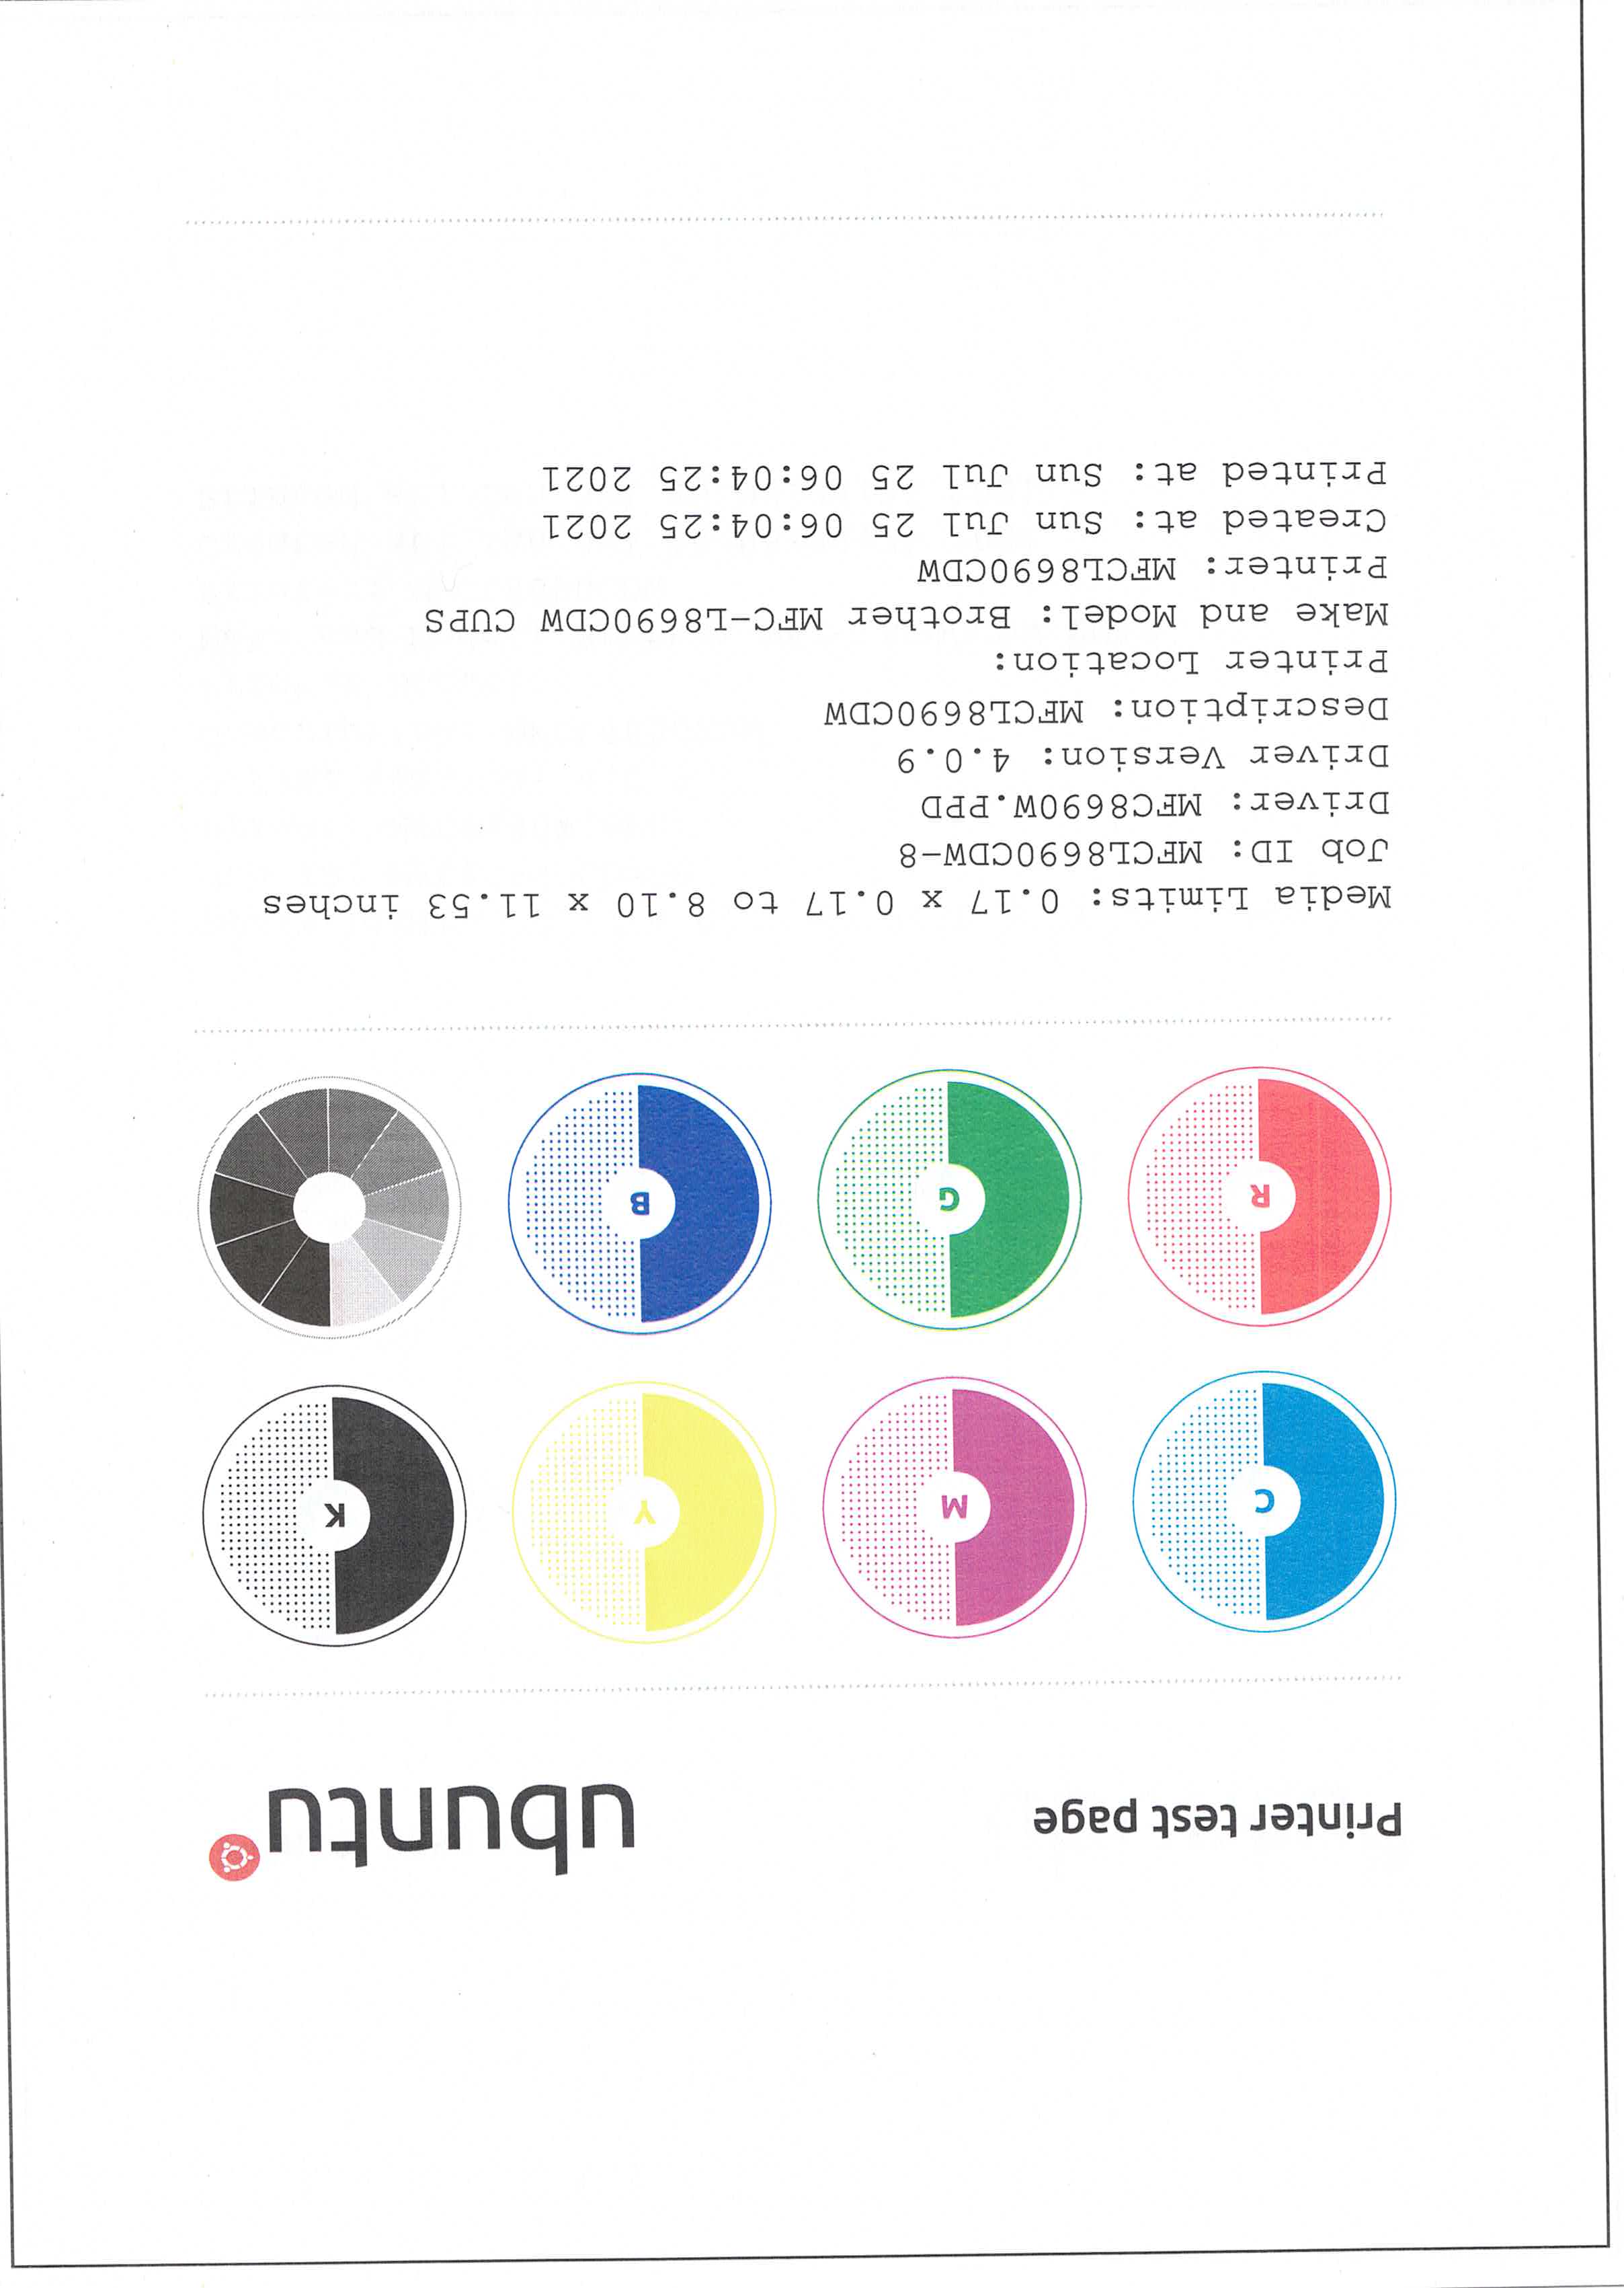 Printer test page
ubuntu
C M Y K
R G B
Media Limits: 0.17 x 0.17 to 8.10 x 11.53 inches
Job ID: MFCL8690CDW-8
Driver: MFC8690W.PPD
Driver Version: 4.0.9
Description: MFCL8690CDW
Printer Location:
Make and Model: Brother MFC-L8690CDW CUPS
Printer: MFCL8690CDW
Created at: Sun Jul 25 06:04:25 2021
Printed at: Sun Jul 25 06:04:25 2021